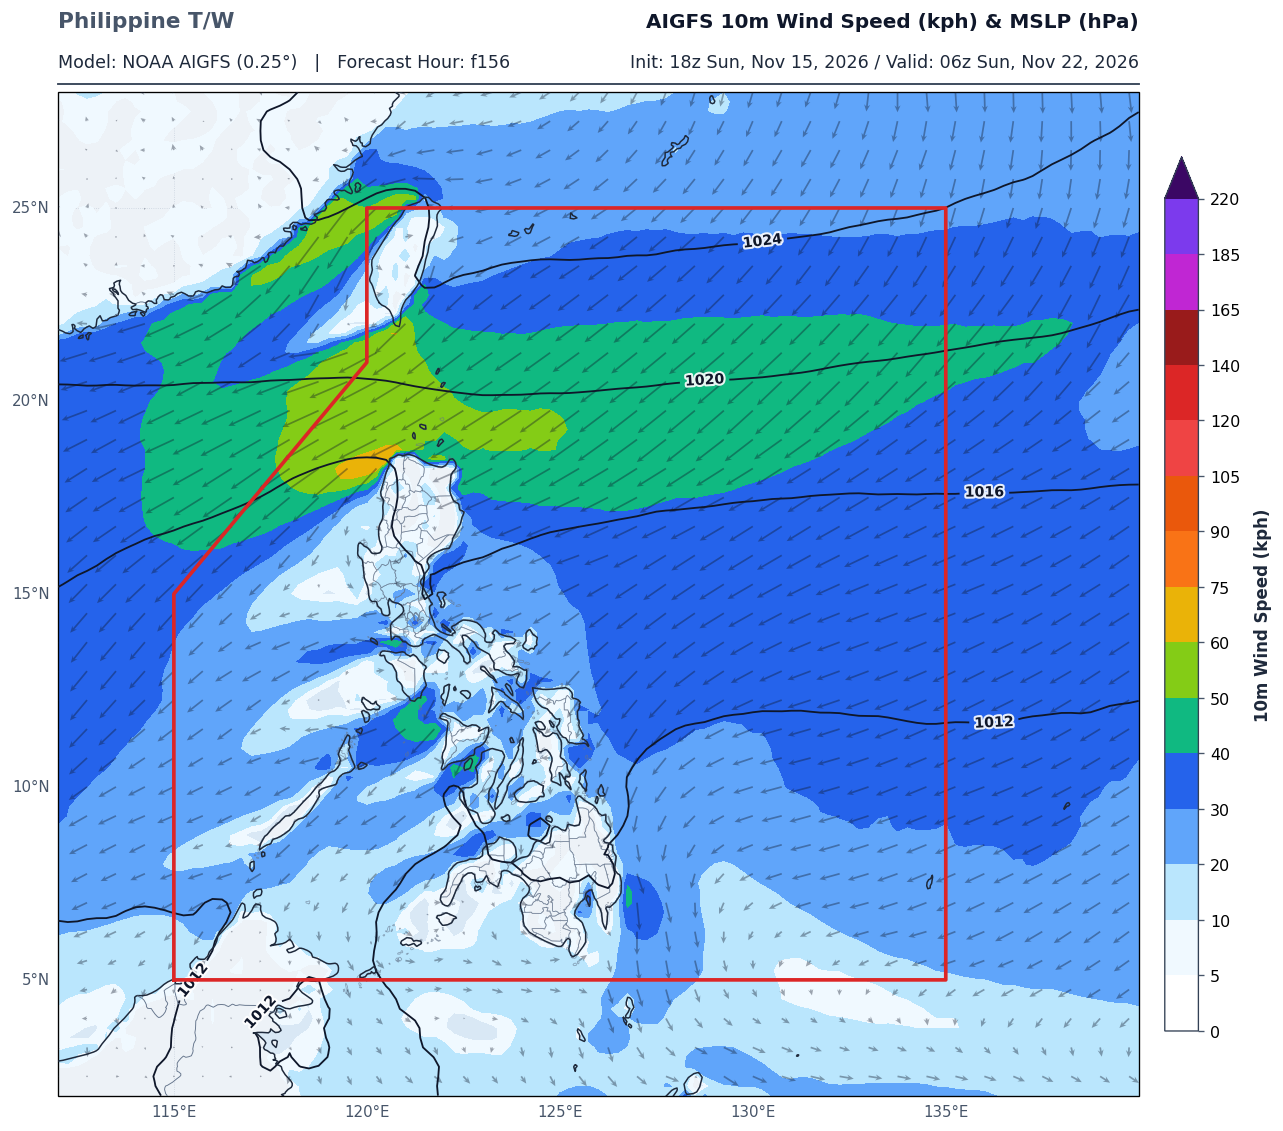 Philippine T/W
AIGFS 10m Wind Speed (kph) & MSLP (hPa)
Model: NOAA AIGFS (0.25°) | Forecast Hour: f156
Init: 18z Sun, Nov 15, 2026 / Valid: 06z Sun, Nov 22, 2026
25°N
20°N
15°N
10°N
5°N
1024
1020
1016
1012
1012
1012
115°E
120°E
125°E
130°E
135°E
220
185
165
140
120
105
90
75
60
50
40
30
20
10
5
0
10m Wind Speed (kph)